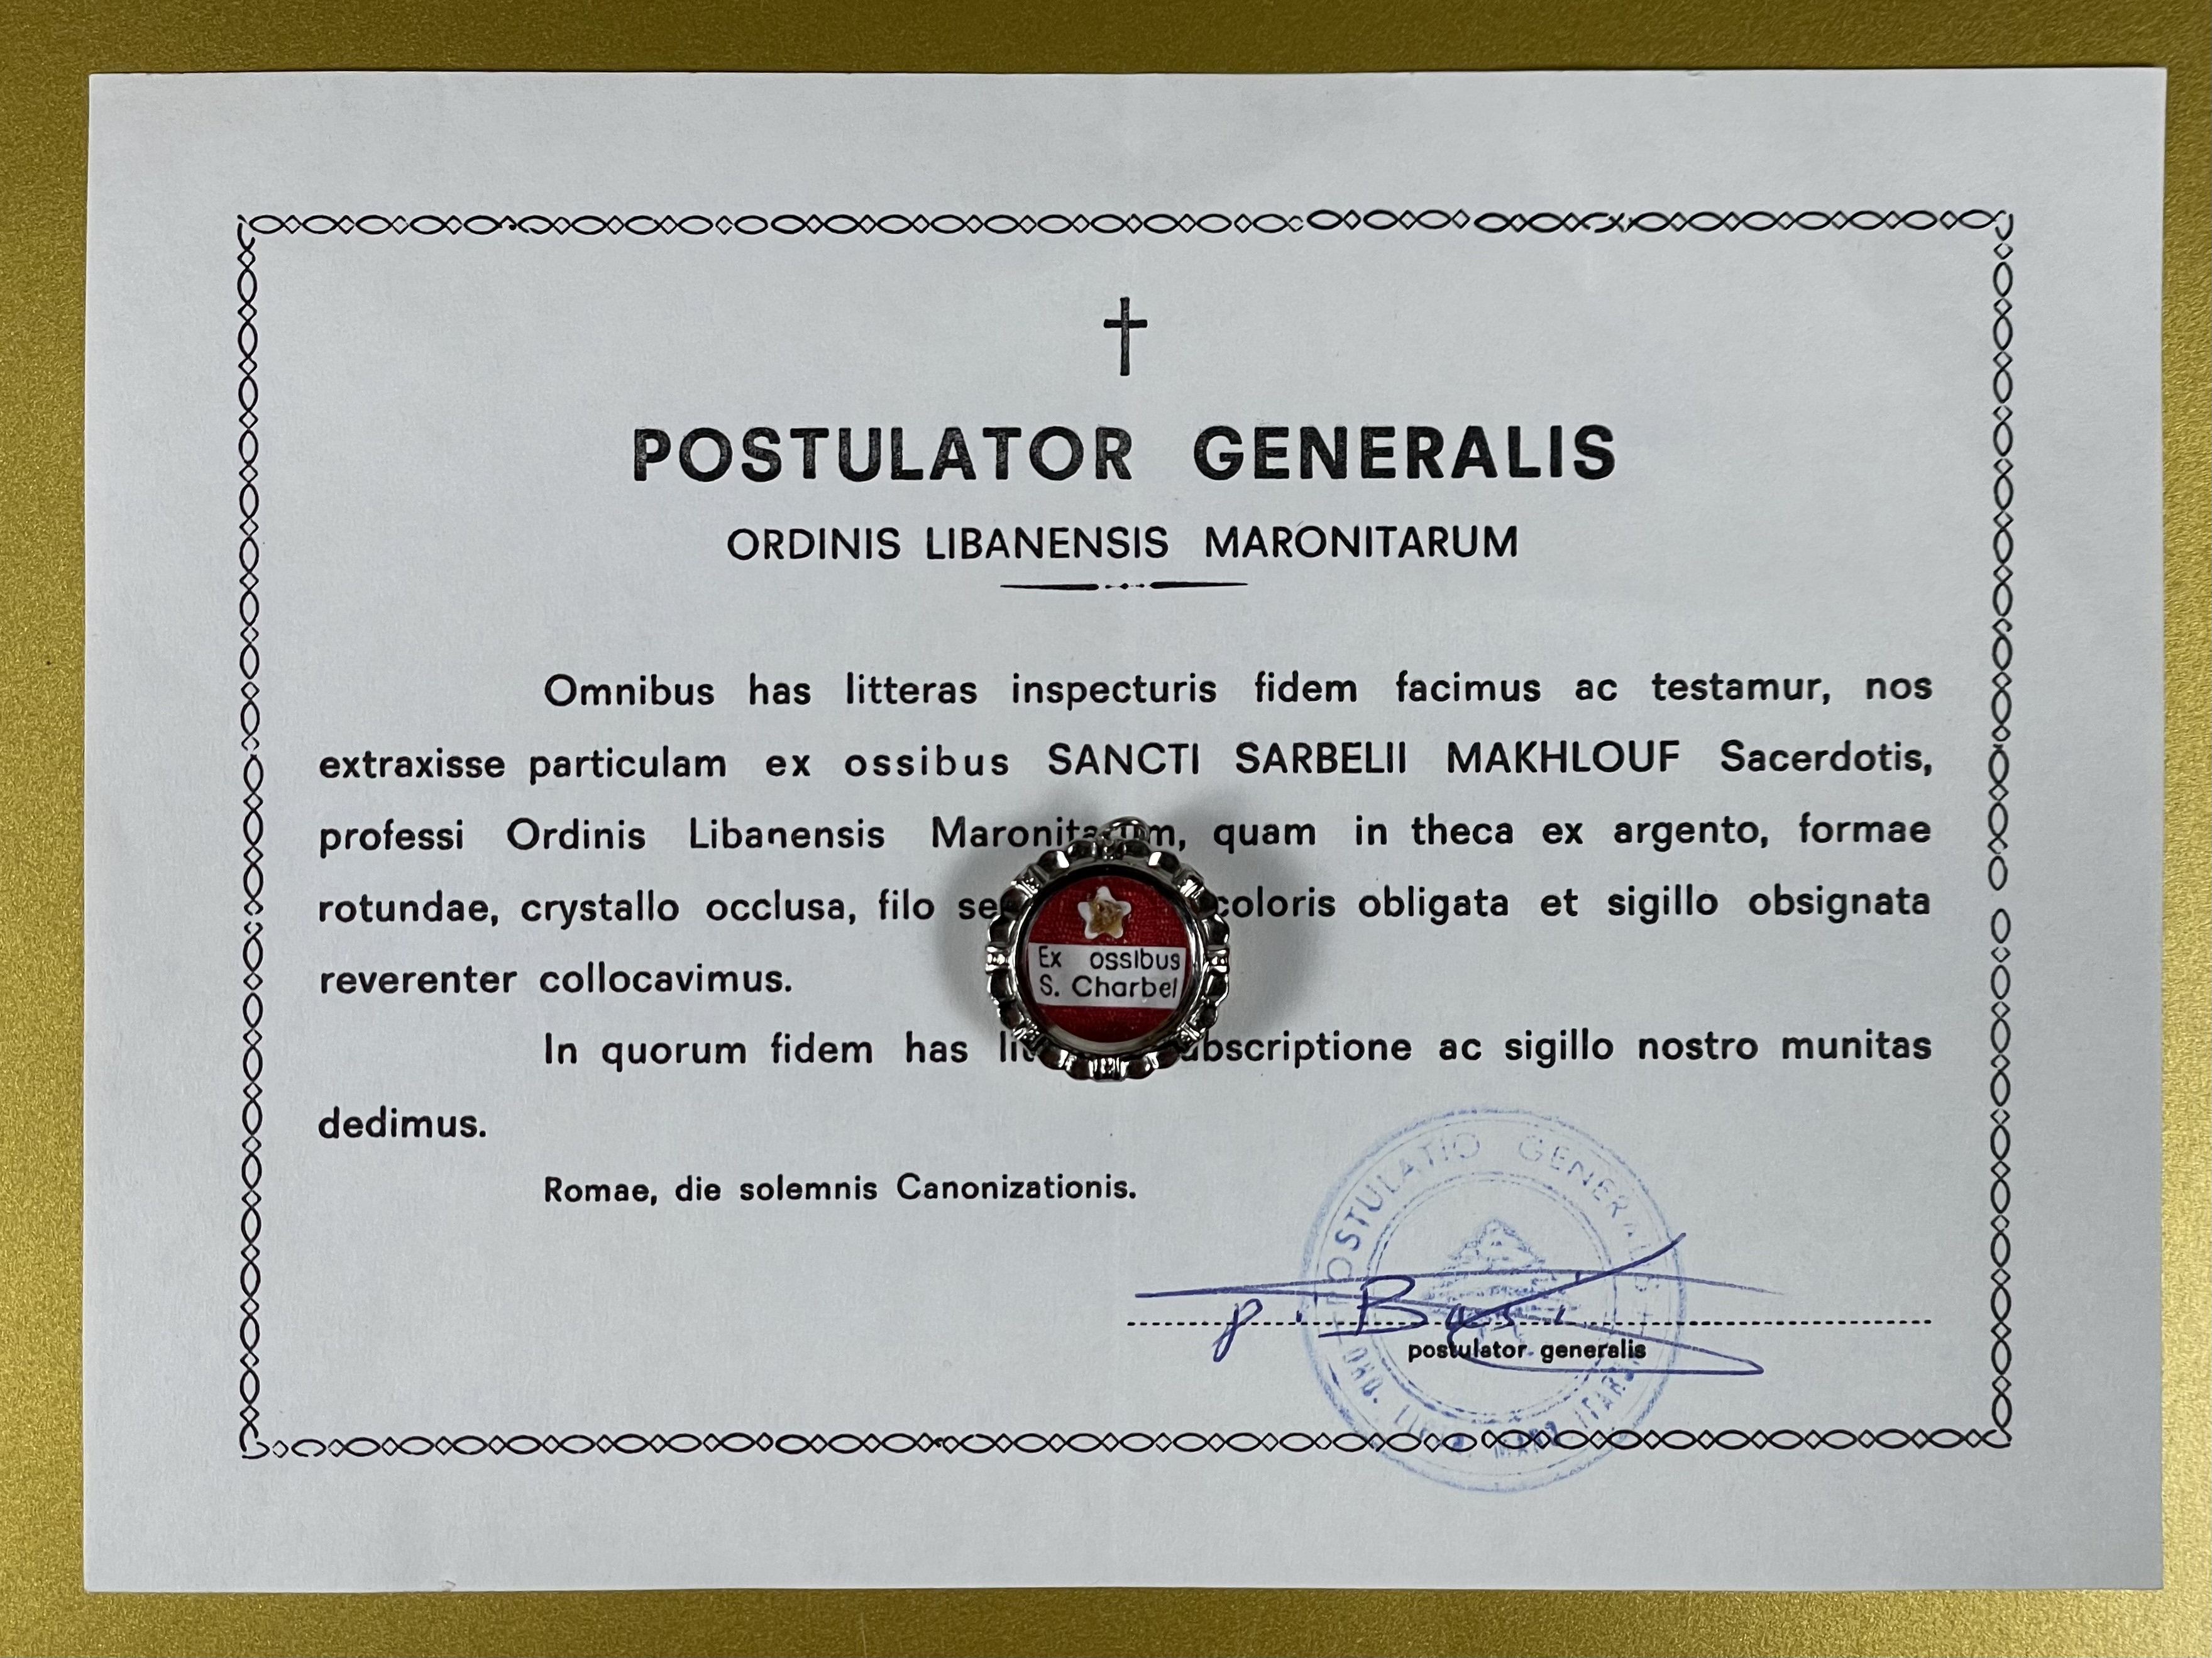 POSTULATOR GENERALIS
ORDINIS LIBANENSIS MARONITARUM
Omnibus has litteras inspecturis fidem facimus ac testamur, nos
extraxisse particulam ex ossibus SANCTI SARBELII MAKHLOUF Sacerdotis,
professi Ordinis Libanensis Maronitarum, quam in theca ex argento, formae
rotundae, crystallo occlusa, filo coloris obligata et sigillo obsignata
reverenter collocavimus.
Ex ossibus
S. Charbel
In quorum fidem has ac sigillo nostro munitas
dedimus.
Romae, die solemnis Canonizationis.
POSTULATIO GENERALIS
ORD.
postulator generalis